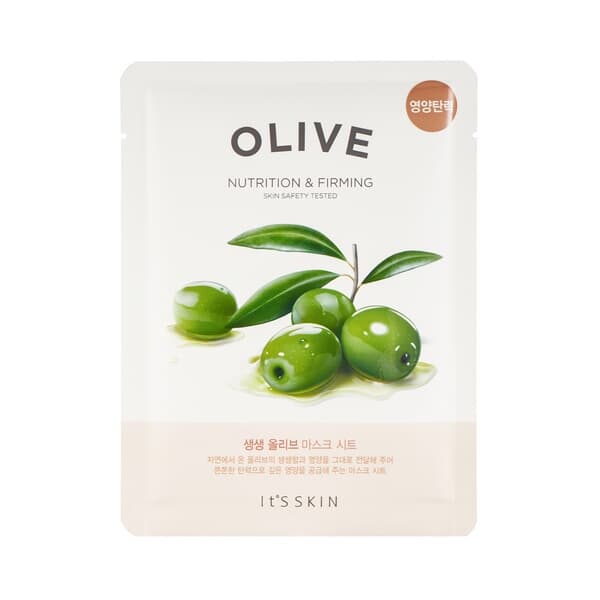 영양탄력
OLIVE
NUTRITION & FIRMING
SKIN SAFETY TESTED
생생 올리브 마스크 시트
자연에서 온 올리브의 생생함과 영양을 그대로 전달해 주어
튼튼한 탄력으로 깊은 영양을 공급해 주는 마스크 시트
It'S SKIN